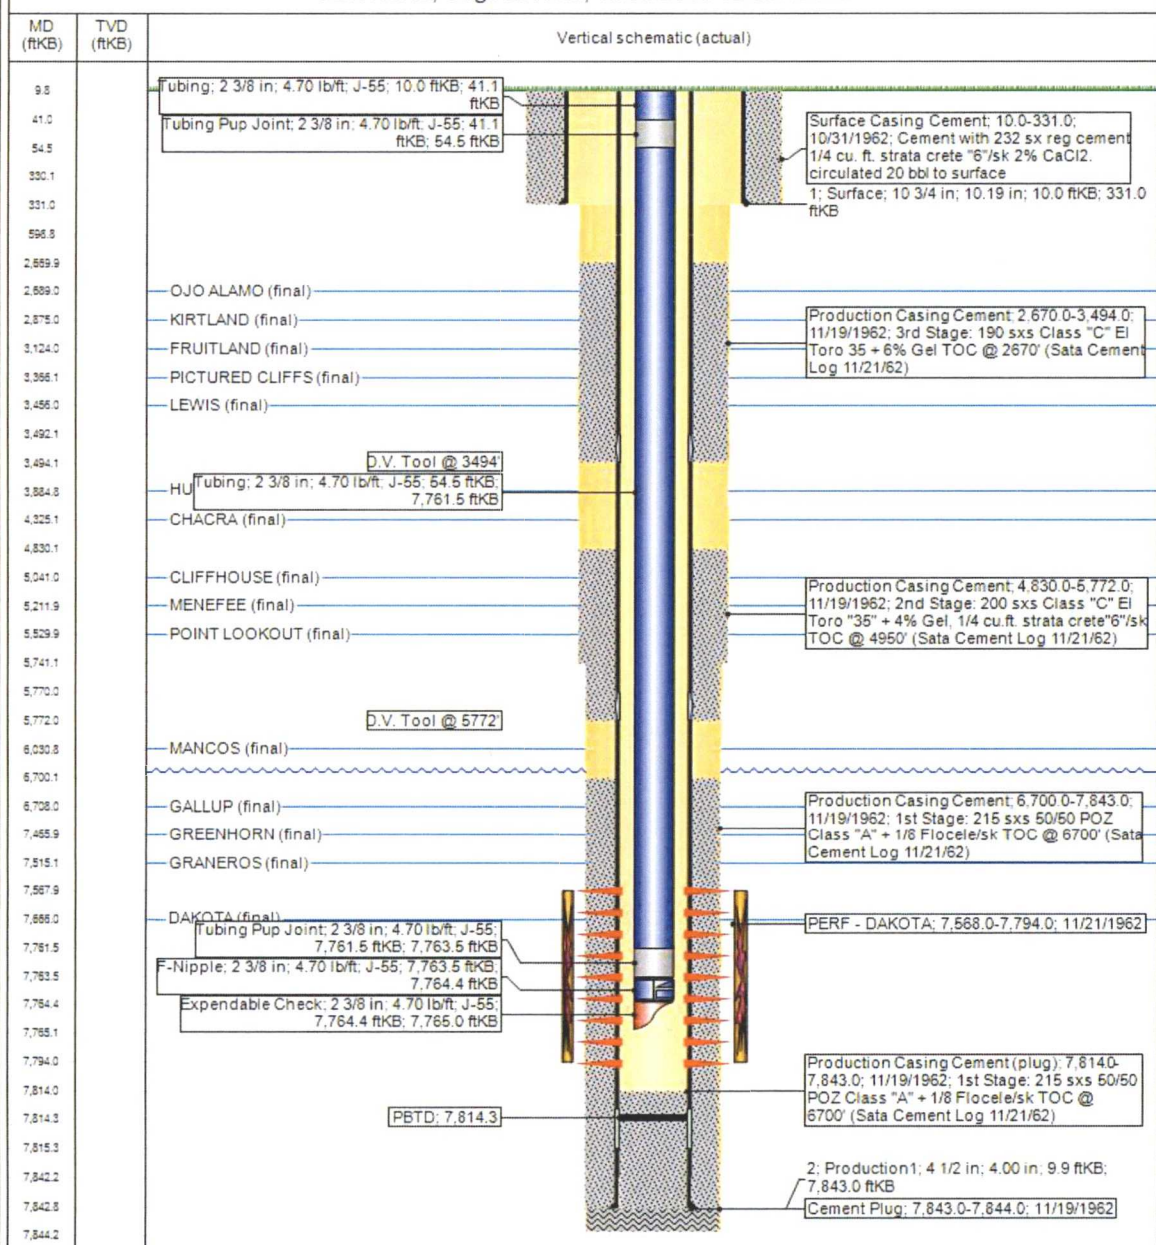 MD
(ftKB)
TVD
(ftKB)
Vertical schematic (actual)
9.8
41.0
54.5
330.1
331.0
596.8
2,669.9
2,689.0
2,875.0
3,124.0
3,366.1
3,456.0
3,492.1
3,494.1
3,884.8
4,325.1
4,830.1
5,041.0
5,211.9
5,529.9
5,741.1
5,770.0
5,772.0
6,030.8
6,700.1
6,708.0
7,465.9
7,515.1
7,567.9
7,666.0
7,761.5
7,763.5
7,764.4
7,765.1
7,794.0
7,814.0
7,814.3
7,815.3
7,842.2
7,842.8
7,844.2
Tubing; 2 3/8 in; 4.70 lb/ft; J-55; 10.0 ftKB; 41.1
ftKB
Tubing Pup Joint; 2 3/8 in; 4.70 lb/ft; J-55; 41.1
ftKB; 54.5 ftKB
OJO ALAMO (final)
KIRTLAND (final)
FRUITLAND (final)
PICTURED CLIFFS (final)
LEWIS (final)
D.V. Tool @ 3494'
HU
Tubing; 2 3/8 in; 4.70 lb/ft; J-55; 54.5 ftKB;
7,761.5 ftKB
CHACRA (final)
CLIFFHOUSE (final)
MENEFEE (final)
POINT LOOKOUT (final)
D.V. Tool @ 5772'
MANCOS (final)
GALLUP (final)
GREENHORN (final)
GRANEROS (final)
DAKOTA (final)
Tubing Pup Joint; 2 3/8 in; 4.70 lb/ft; J-55;
7,761.5 ftKB; 7,763.5 ftKB
F-Nipple; 2 3/8 in; 4.70 lb/ft; J-55; 7,763.5 ftKB;
7,764.4 ftKB
Expendable Check; 2 3/8 in; 4.70 lb/ft; J-55;
7,764.4 ftKB; 7,765.0 ftKB
PBTD; 7,814.3
Surface Casing Cement; 10.0-331.0;
10/31/1962; Cement with 232 sx reg cement
1/4 cu. ft. strata crete "6"/sk 2% CaCl2.
circulated 20 bbl to surface
1; Surface; 10 3/4 in; 10.19 in; 10.0 ftKB; 331.0
ftKB
Production Casing Cement; 2,670.0-3,494.0;
11/19/1962; 3rd Stage: 190 sxs Class "C" El
Toro 35 + 6% Gel TOC @ 2670' (Sata Cement
Log 11/21/62)
Production Casing Cement; 4,830.0-5,772.0;
11/19/1962; 2nd Stage: 200 sxs Class "C" El
Toro "35" + 4% Gel, 1/4 cu.ft. strata crete"6"/sk
TOC @ 4950' (Sata Cement Log 11/21/62)
Production Casing Cement; 6,700.0-7,843.0;
11/19/1962; 1st Stage: 215 sxs 50/50 POZ
Class "A" + 1/8 Flocele/sk TOC @ 6700' (Sata
Cement Log 11/21/62)
PERF - DAKOTA; 7,568.0-7,794.0; 11/21/1962
Production Casing Cement (plug); 7,814.0-
7,843.0; 11/19/1962; 1st Stage: 215 sxs 50/50
POZ Class "A" + 1/8 Flocele/sk TOC @
6700' (Sata Cement Log 11/21/62)
2; Production1; 4 1/2 in; 4.00 in; 9.9 ftKB;
7,843.0 ftKB
Cement Plug; 7,843.0-7,844.0; 11/19/1962